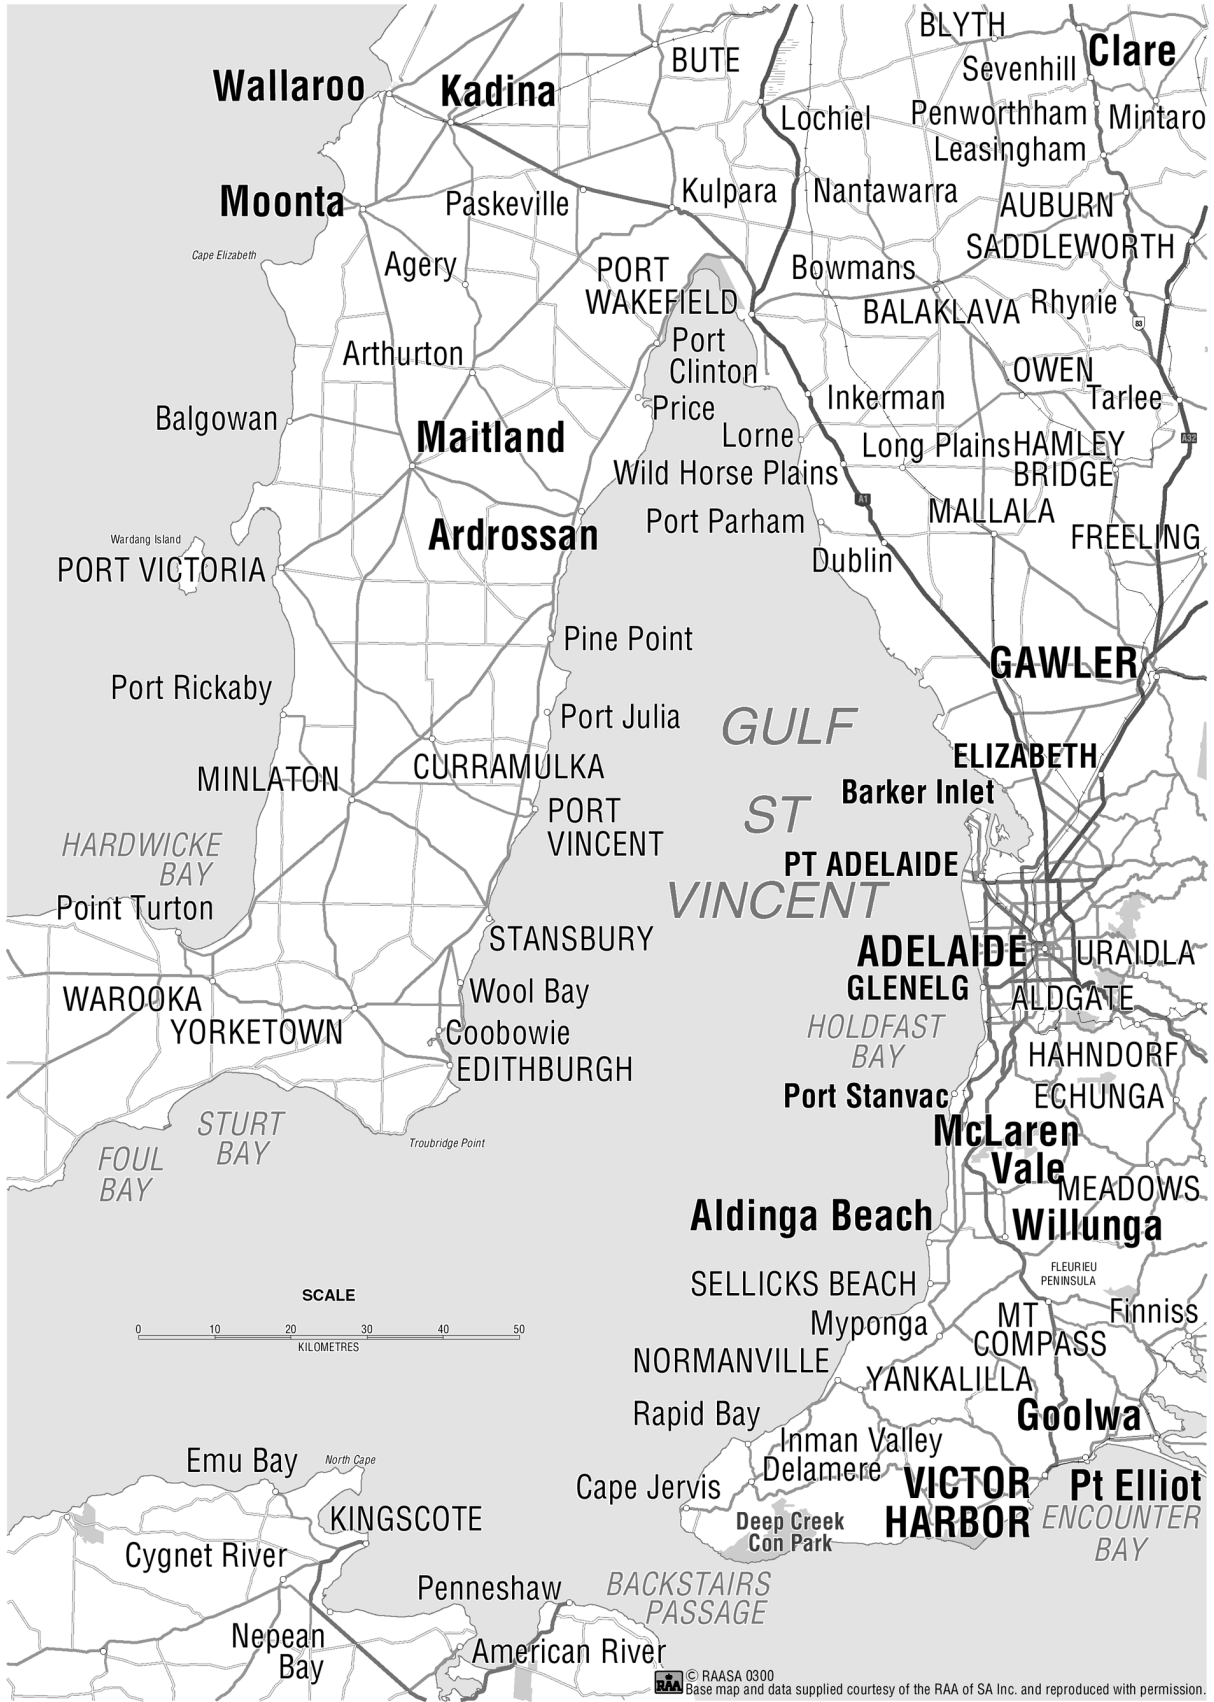 BLYTH
Clare
BUTE
Sevenhill
Wallaroo
Kadina
Lochiel
Penworthham
Mintaro
Leasingham
Moonta
Paskeville
Kulpara
Nantawarra
AUBURN
SADDLEWORTH
Cape Elizabeth
Agery
PORT
WAKEFIELD
Bowmans
BALAKLAVA
Rhynie
83
Arthurton
Port
Clinton
OWEN
Balgowan
Price
Inkerman
Tarlee
Maitland
Lorne
Long Plains
HAMLEY
BRIDGE
A32
Wild Horse Plains
A1
Ardrossan
Port Parham
MALLALA
FREELING
Wardang Island
PORT VICTORIA
Dublin
Pine Point
GAWLER
Port Rickaby
Port Julia
GULF
ST
VINCENT
ELIZABETH
MINLATON
CURRAMULKA
Barker Inlet
PORT
VINCENT
HARDWICKE
BAY
PT ADELAIDE
Point Turton
STANSBURY
ADELAIDE
URAIDLA
GLENELG
WAROOKA
Wool Bay
ALDGATE
YORKETOWN
Coobowie
HOLDFAST
BAY
HAHNDORF
EDITHBURGH
Port Stanvac
ECHUNGA
STURT
BAY
Troubridge Point
McLaren
Vale
FOUL
BAY
MEADOWS
Aldinga Beach
Willunga
FLEURIEU
PENINSULA
SELLICKS BEACH
SCALE
0 10 20 30 40 50
KILOMETRES
Myponga
MT
COMPASS
Finniss
NORMANVILLE
YANKALILLA
Rapid Bay
Goolwa
Inman Valley
Emu Bay
North Cape
Delamere
Cape Jervis
VICTOR
HARBOR
Pt Elliot
KINGSCOTE
Deep Creek
Con Park
ENCOUNTER
BAY
Cygnet River
Penneshaw
BACKSTAIRS
PASSAGE
Nepean
Bay
American River
RAA
© RAASA 0300
Base map and data supplied courtesy of the RAA of SA Inc. and reproduced with permission.